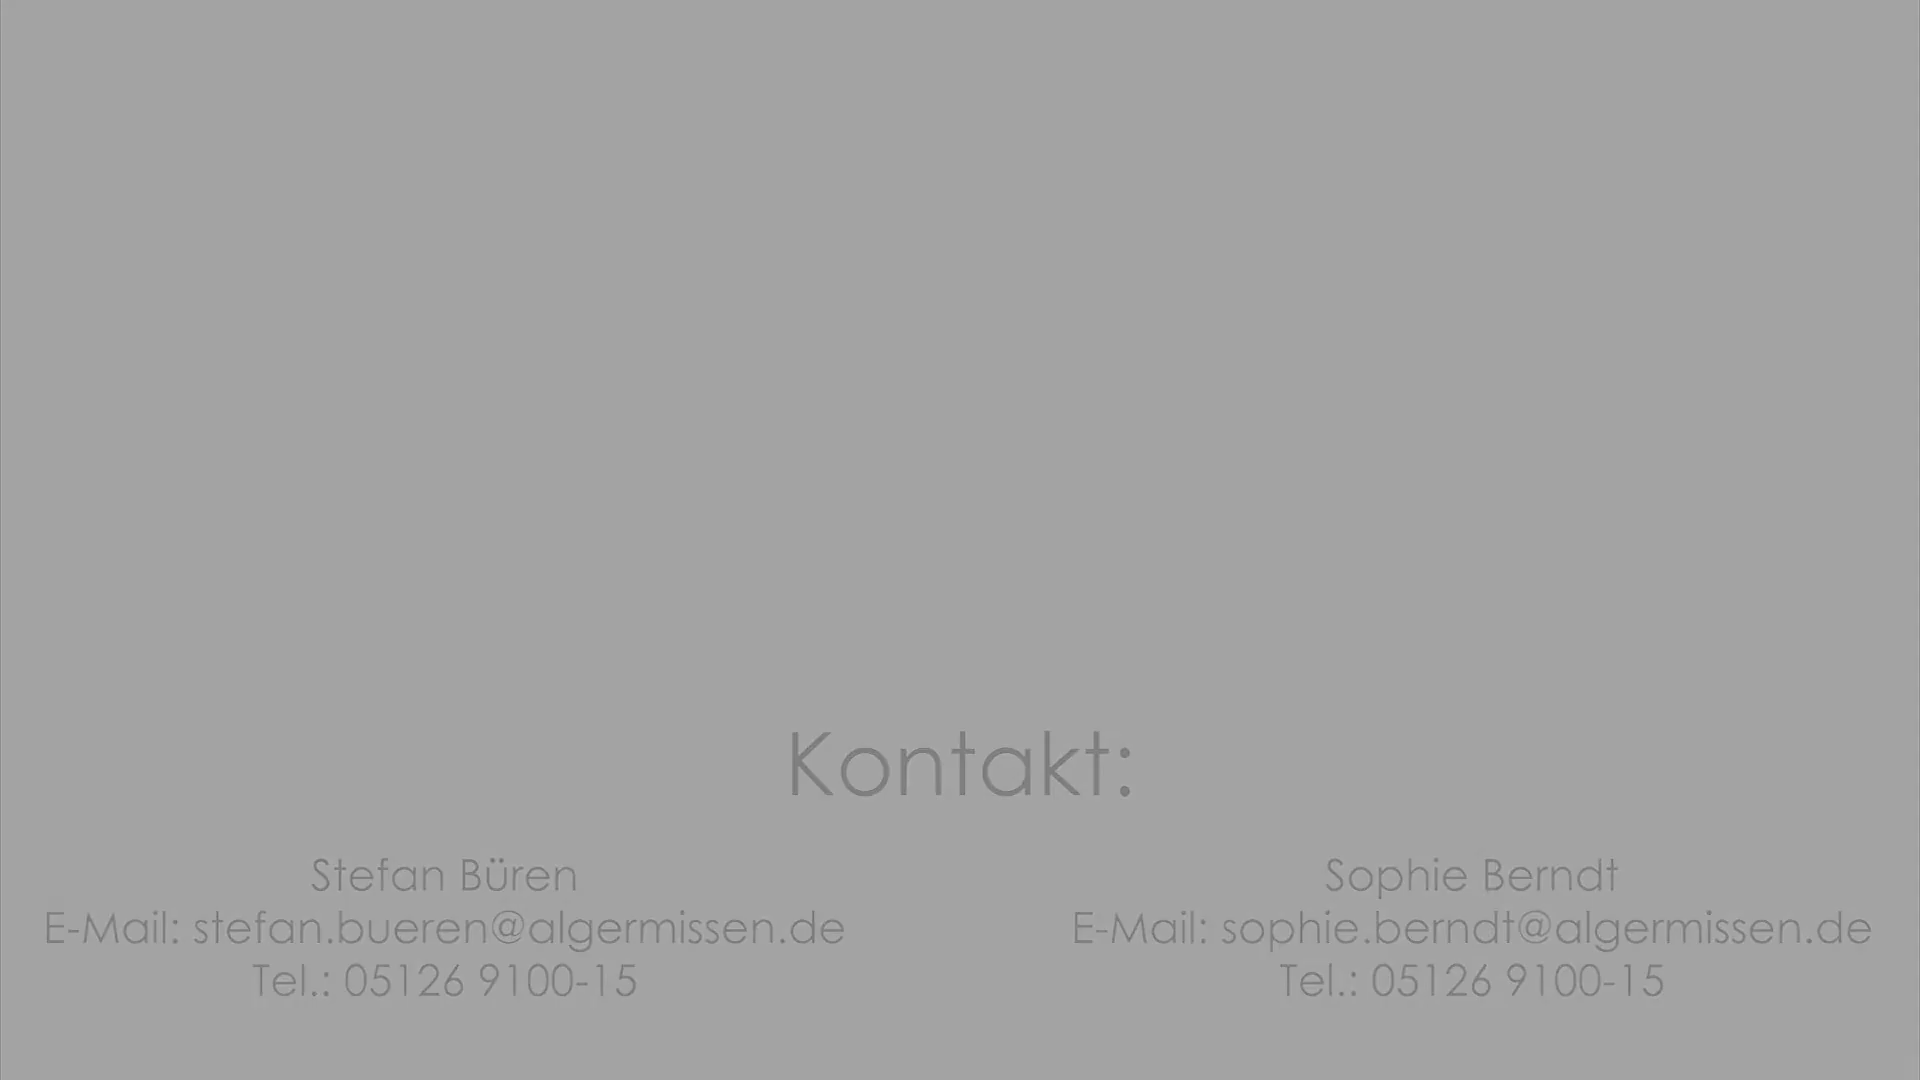 Kontakt:
Stefan Büren
E-Mail: stefan.bueren@algermissen.de
Tel.: 05126 9100-15
Sophie Berndt
E-Mail: sophie.berndt@algermissen.de
Tel.: 05126 9100-15